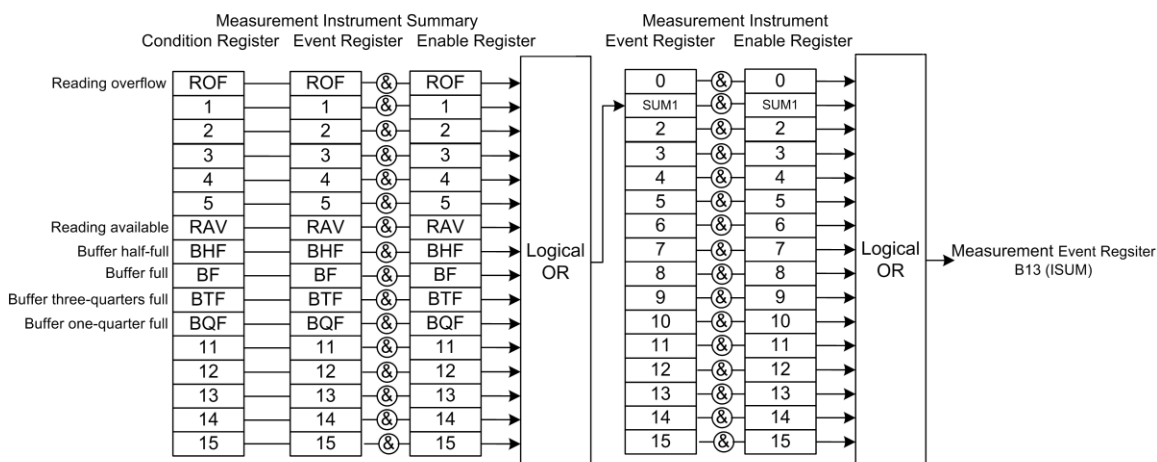 Measurement Instrument Summary Measurement Instrument
Condition Register Event Register Enable Register Event Register Enable Register
Reading overflow ROF ROF & ROF 0 & 0
1 1 & 1 SUM1 & SUM1
2 2 & 2 2 & 2
3 3 & 3 3 & 3
4 4 & 4 4 & 4
5 5 & 5 5 & 5
Reading available RAV RAV & RAV 6 & 6
Buffer half-full BHF BHF & BHF Logical 7 & 7 Logical Measurement Event Regsiter
Buffer full BF BF & BF OR 8 & 8 OR B13 (ISUM)
Buffer three-quarters full BTF BTF & BTF 9 & 9
Buffer one-quarter full BQF BQF & BQF 10 & 10
11 11 & 11 11 & 11
12 12 & 12 12 & 12
13 13 & 13 13 & 13
14 14 & 14 14 & 14
15 15 & 15 15 & 15